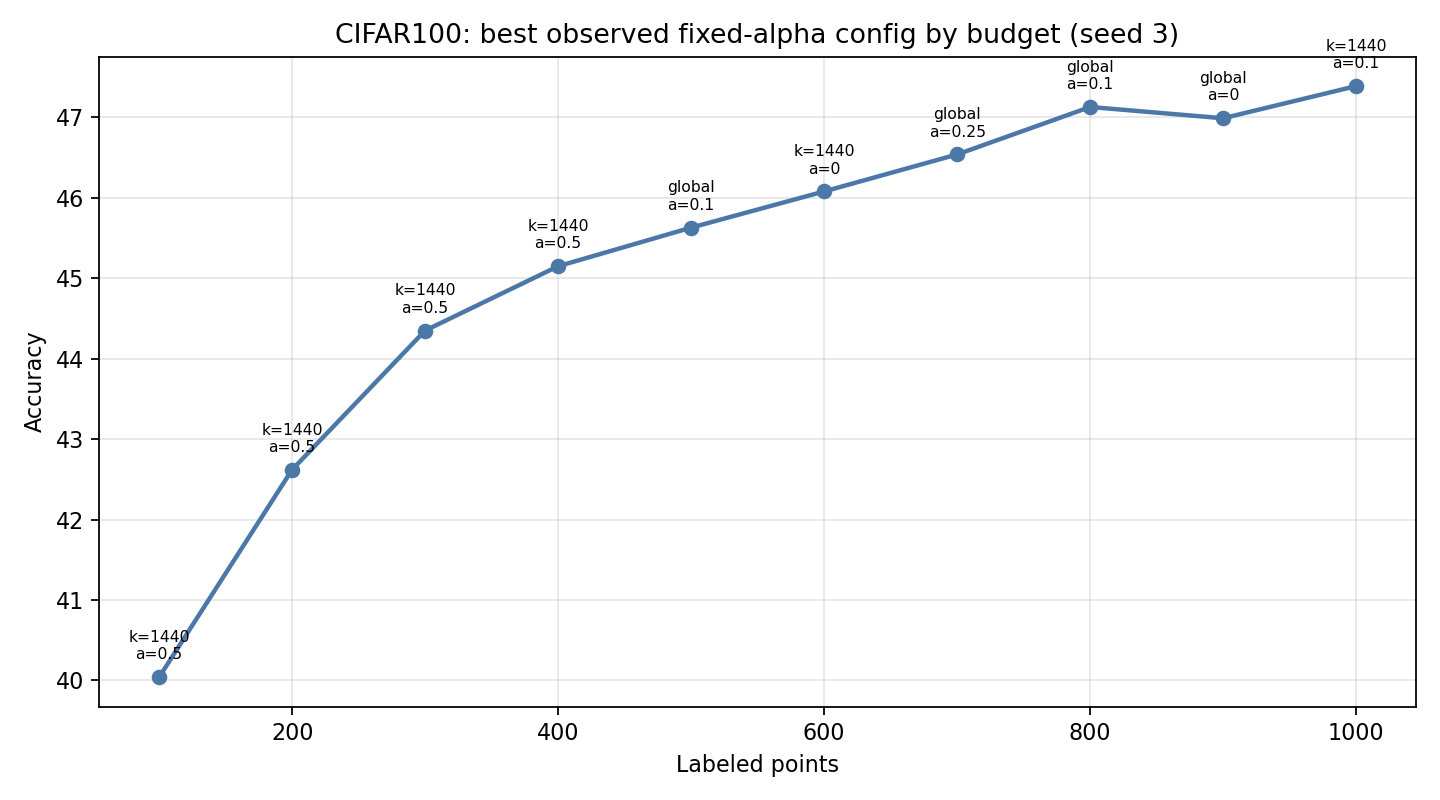 CIFAR100: best observed fixed-alpha config by budget (seed 3)
k=1440
a=0.5
k=1440
a=0.5
k=1440
a=0.5
k=1440
a=0.5
global
a=0.1
k=1440
a=0
global
a=0.25
global
a=0.1
global
a=0
k=1440
a=0.1
Accuracy
47
46
45
44
43
42
41
40
200 400 600 800 1000
Labeled points